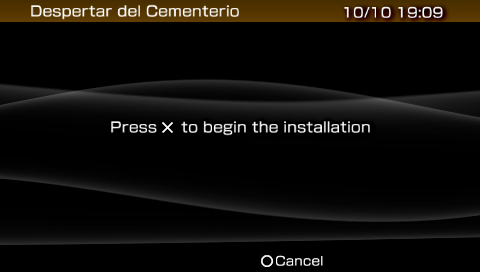 Despertar del Cementerio 10/10 19:09
Press ✕ to begin the installation
○Cancel